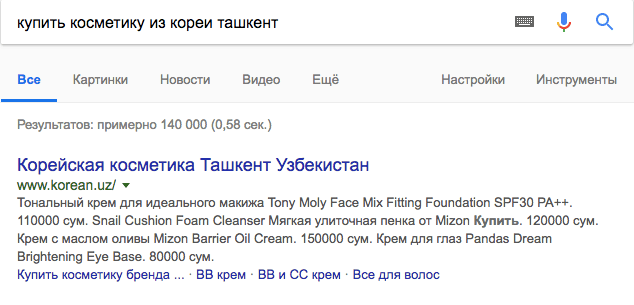 купить косметику из кореи ташкент
Все Картинки Новости Видео Ещё Настройки Инструменты
Результатов: примерно 140 000 (0,58 сек.)
Корейская косметика Ташкент Узбекистан
www.korean.uz/
Тональный крем для идеального макижа Tony Moly Face Mix Fitting Foundation SPF30 PA++.
110000 сум. Snail Cushion Foam Cleanser Мягкая улиточная пенка от Mizon Купить. 120000 сум.
Крем с маслом оливы Mizon Barrier Oil Cream. 150000 сум. Крем для глаз Pandas Dream
Brightening Eye Base. 80000 сум.
Купить косметику бренда ... · BB крем · BB и CC крем · Все для волос